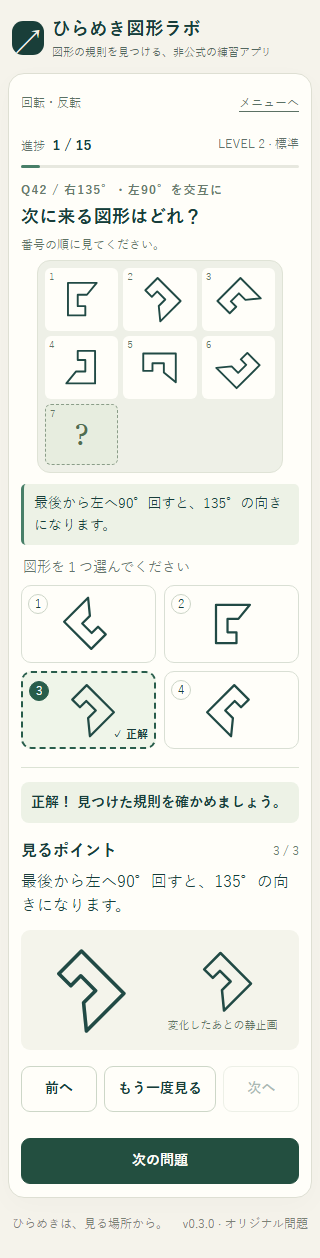 ひらめき図形ラボ
図形の規則を見つける、非公式の練習アプリ
回転・反転
メニューへ
進捗 1 / 15
LEVEL 2 · 標準
Q42 / 右135°・左90°を交互に
次に来る図形はどれ？
番号の順に見てください。
1
2
3
4
5
6
7
?
最後から左へ90°回すと、135°の向き
になります。
図形を1つ選んでください
1
2
3
✓ 正解
4
正解！ 見つけた規則を確かめましょう。
見るポイント
3 / 3
最後から左へ90°回すと、135°の向
きになります。
変化したあとの静止画
前へ
もう一度見る
次へ
次の問題
ひらめきは、見る場所から。
v0.3.0 · オリジナル問題